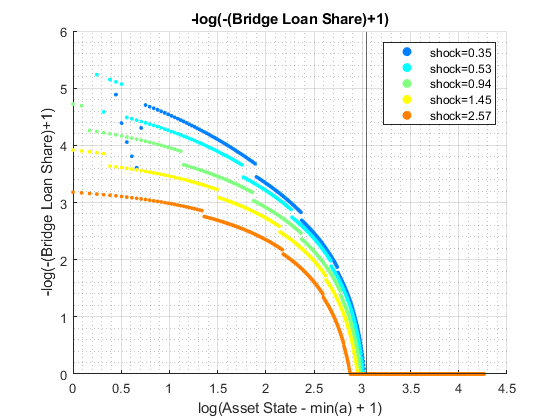 -log(-(Bridge Loan Share)+1)
-log(-(Bridge Loan Share)+1)
6
5
4
3
2
1
0
shock=0.35
shock=0.53
shock=0.94
shock=1.45
shock=2.57
0 0.5 1 1.5 2 2.5 3 3.5 4 4.5
log(Asset State - min(a) + 1)